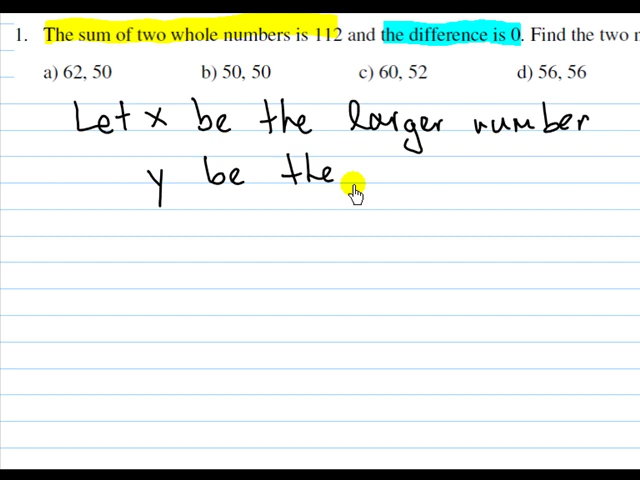 1. The sum of two whole numbers is 112 and the difference is 0. Find the two
a) 62, 50 b) 50, 50 c) 60, 52 d) 56, 56
Let x be the larger number
y be the